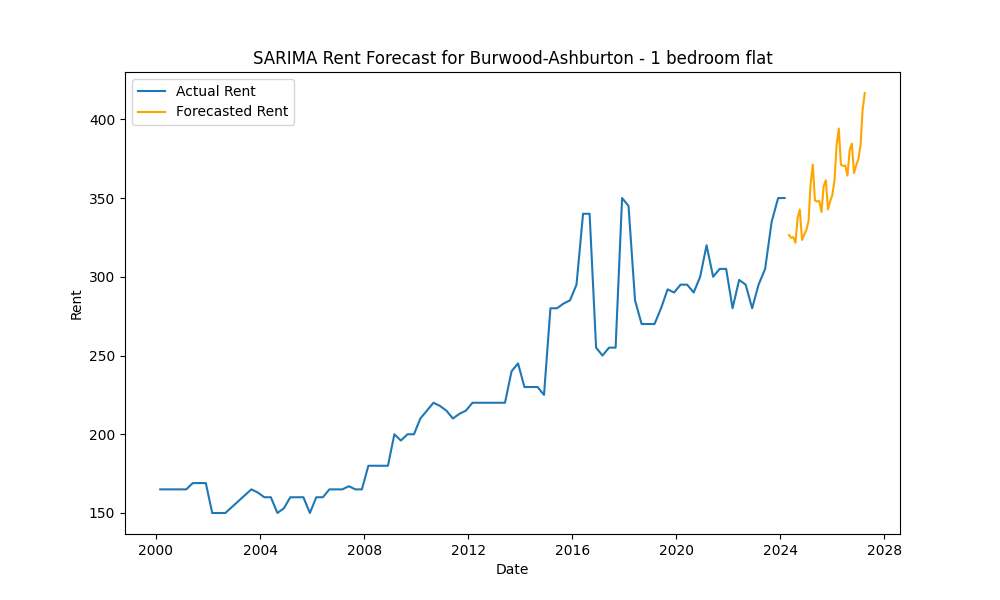 SARIMA Rent Forecast for Burwood-Ashburton - 1 bedroom flat
Actual Rent
Forecasted Rent
400
350
300
250
200
150
Rent
2000 2004 2008 2012 2016 2020 2024 2028
Date